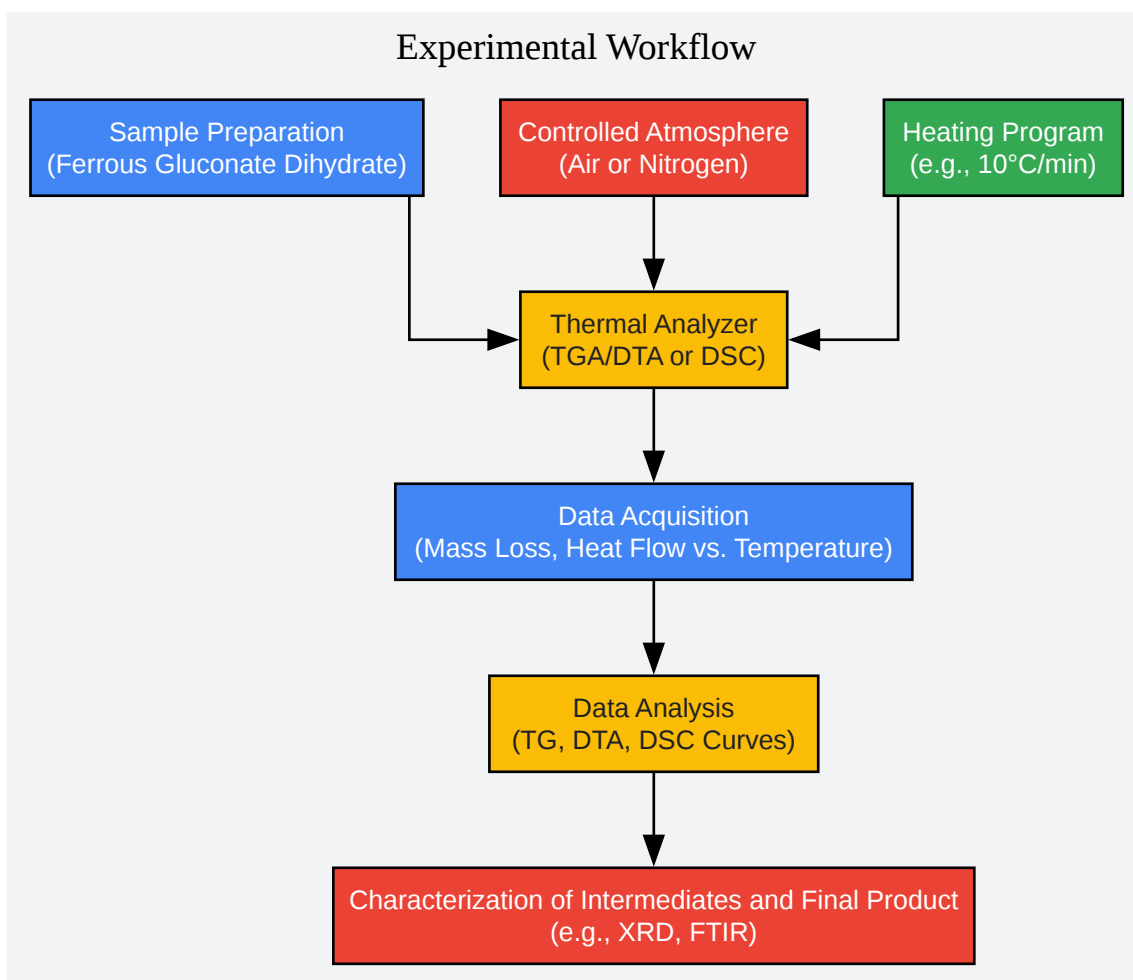 Experimental Workflow
Sample Preparation
(Ferrous Gluconate Dihydrate)
Controlled Atmosphere
(Air or Nitrogen)
Heating Program
(e.g., 10°C/min)
Thermal Analyzer
(TGA/DTA or DSC)
Data Acquisition
(Mass Loss, Heat Flow vs. Temperature)
Data Analysis
(TG, DTA, DSC Curves)
Characterization of Intermediates and Final Product
(e.g., XRD, FTIR)